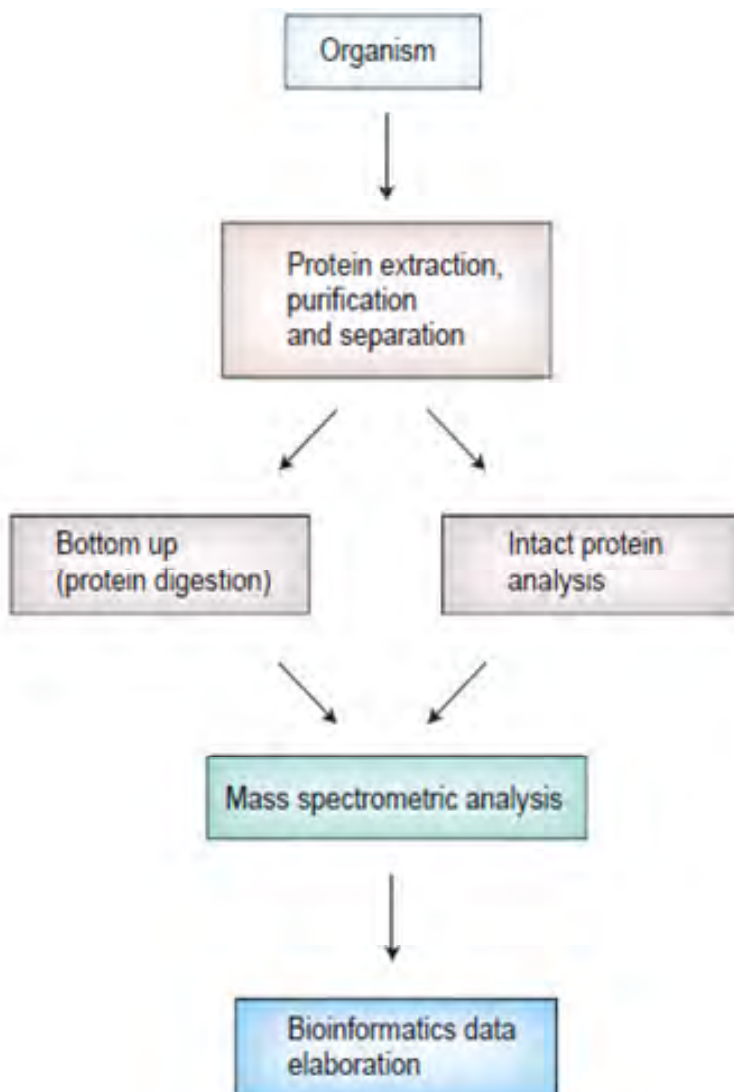 Organism
Protein extraction,
purification
and separation
Bottom up
(protein digestion)
Intact protein
analysis
Mass spectrometric analysis
Bioinformatics data
elaboration